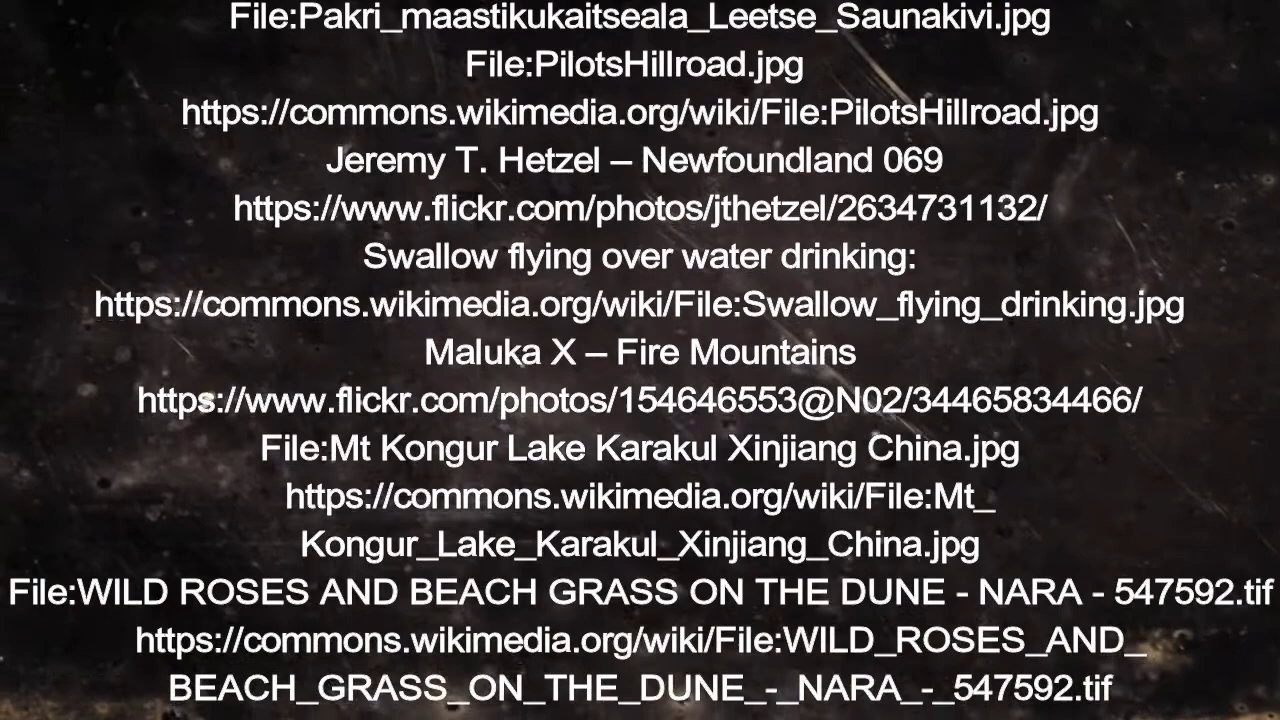 File:Pakri_maastikukaitseala_Leetse_Saunakivi.jpg
File:PilotsHillroad.jpg
https://commons.wikimedia.org/wiki/File:PilotsHillroad.jpg
Jeremy T. Hetzel – Newfoundland 069
https://www.flickr.com/photos/jthetzel/2634731132/
Swallow flying over water drinking:
https://commons.wikimedia.org/wiki/File:Swallow_flying_drinking.jpg
Maluka X – Fire Mountains
https://www.flickr.com/photos/154646553@N02/34465834466/
File:Mt Kongur Lake Karakul Xinjiang China.jpg
https://commons.wikimedia.org/wiki/File:Mt_
Kongur_Lake_Karakul_Xinjiang_China.jpg
File:WILD ROSES AND BEACH GRASS ON THE DUNE - NARA - 547592.tif
https://commons.wikimedia.org/wiki/File:WILD_ROSES_AND_
BEACH_GRASS_ON_THE_DUNE_-_NARA_-_547592.tif